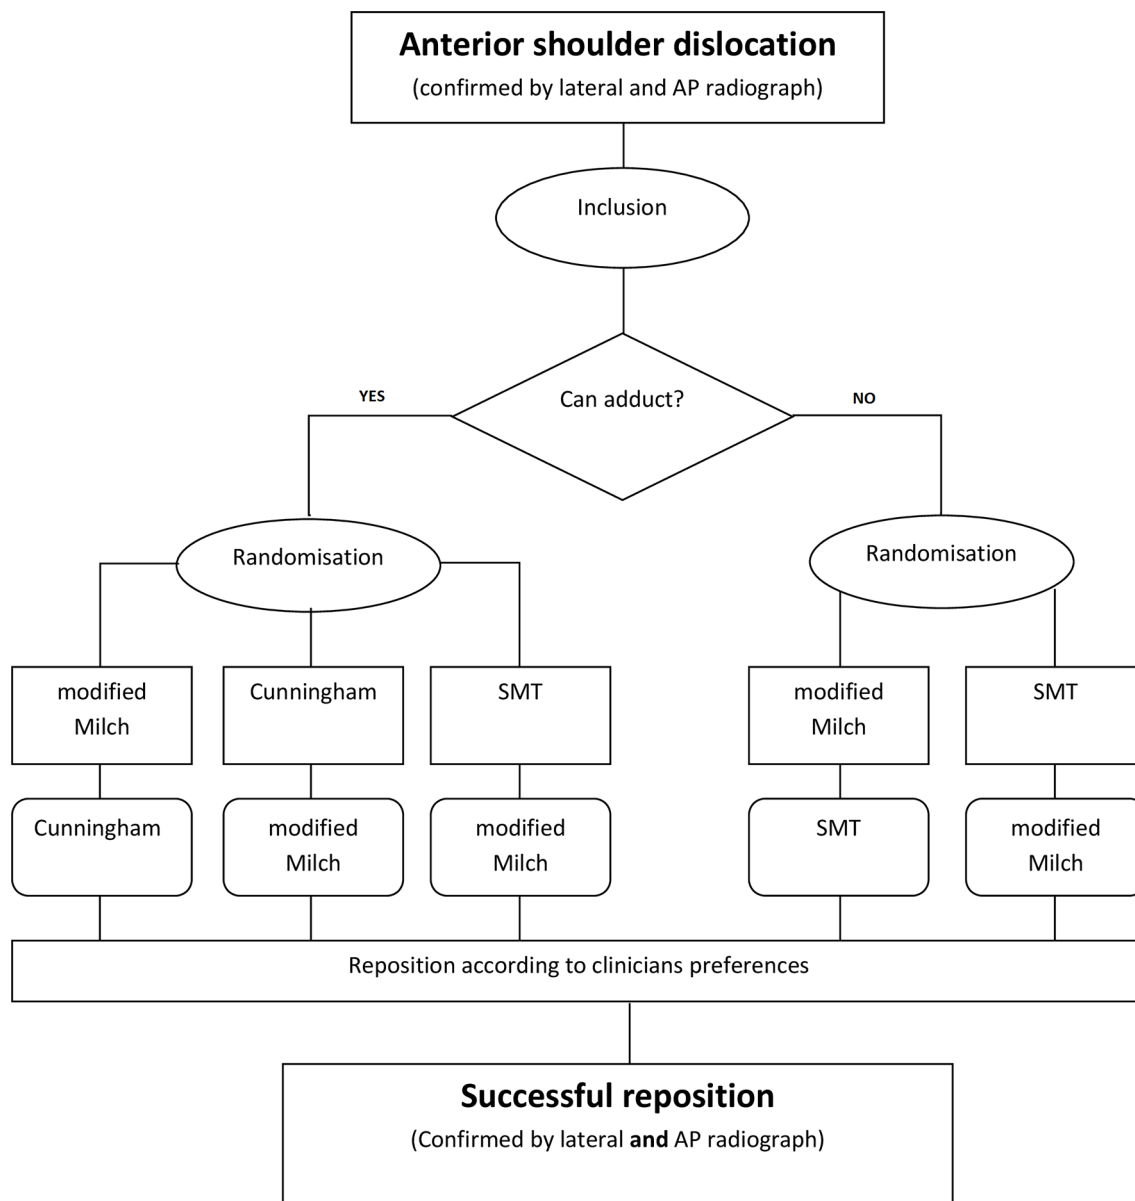 Anterior shoulder dislocation
(confirmed by lateral and AP radiograph)
Inclusion
Can adduct?
YES
NO
Randomisation
Randomisation
modified
Milch
Cunningham
SMT
modified
Milch
SMT
Cunningham
modified
Milch
modified
Milch
SMT
modified
Milch
Reposition according to clinicians preferences
Successful reposition
(Confirmed by lateral and AP radiograph)